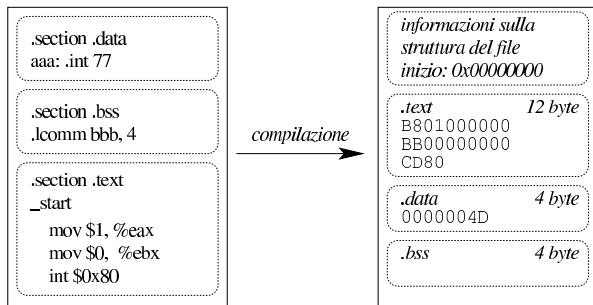 .section .data
aaa: .int 77
.section .bss
.lcomm bbb, 4
.section .text
_start
mov $1, %eax
mov $0, %ebx
int $0x80
compilazione
informazioni sulla
struttura del file
inizio: 0x00000000
.text 12 byte
B801000000
BB00000000
CD80
.data 4 byte
0000004D
.bss 4 byte